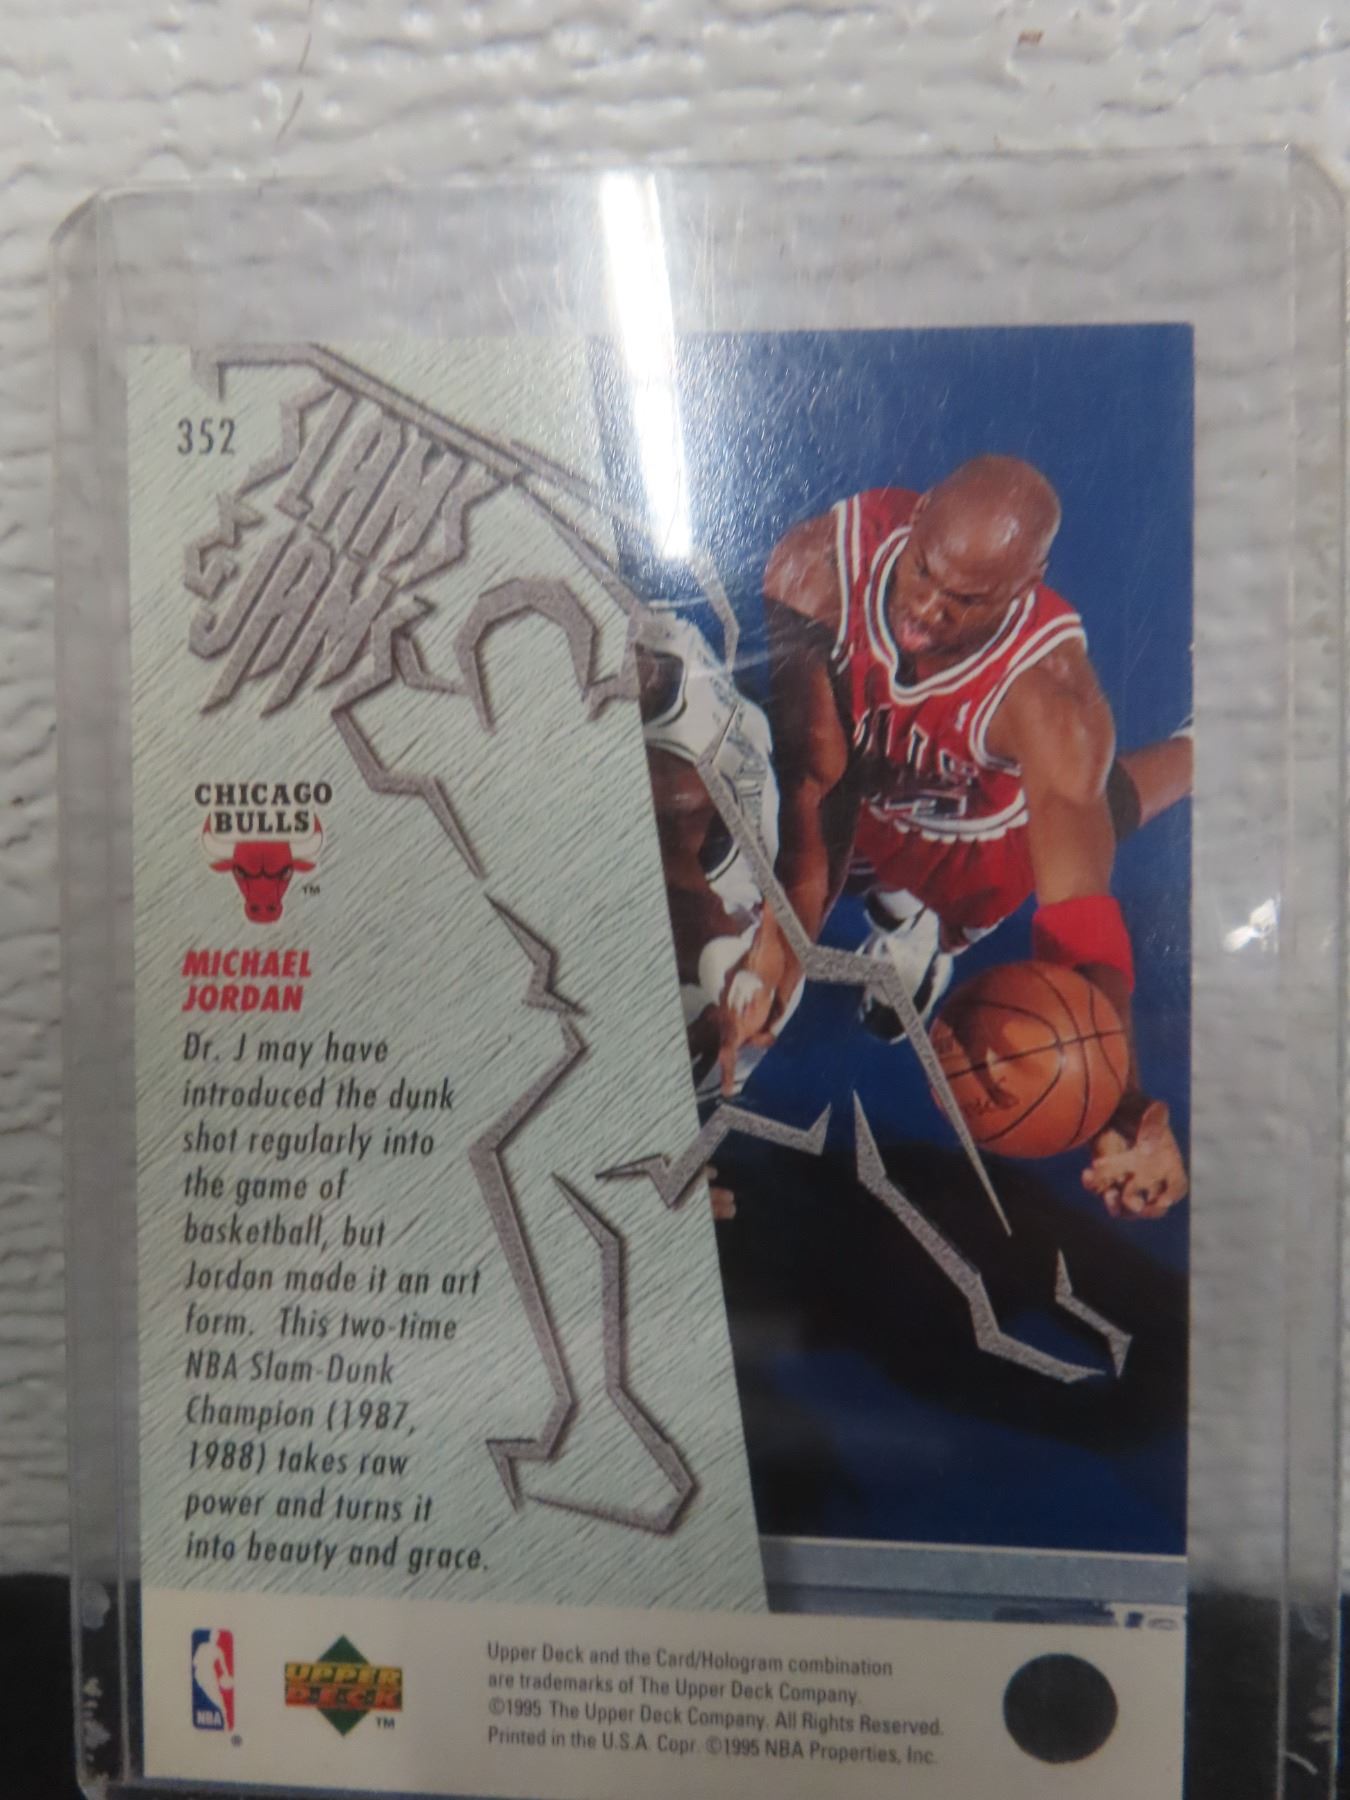 352
SLAMS
& JAMS
CHICAGO
BULLS
TM
MICHAEL
JORDAN
Dr. J may have
introduced the dunk
shot regularly into
the game of
basketball, but
Jordan made it an art
form. This two-time
NBA Slam-Dunk
Champion (1987,
1988) takes raw
power and turns it
into beauty and grace.
NBA
®
UPPER
DECK
TM
Upper Deck and the Card/Hologram combination
are trademarks of The Upper Deck Company.
©1995 The Upper Deck Company. All Rights Reserved.
Printed in the U.S.A. Copr. ©1995 NBA Properties, Inc.